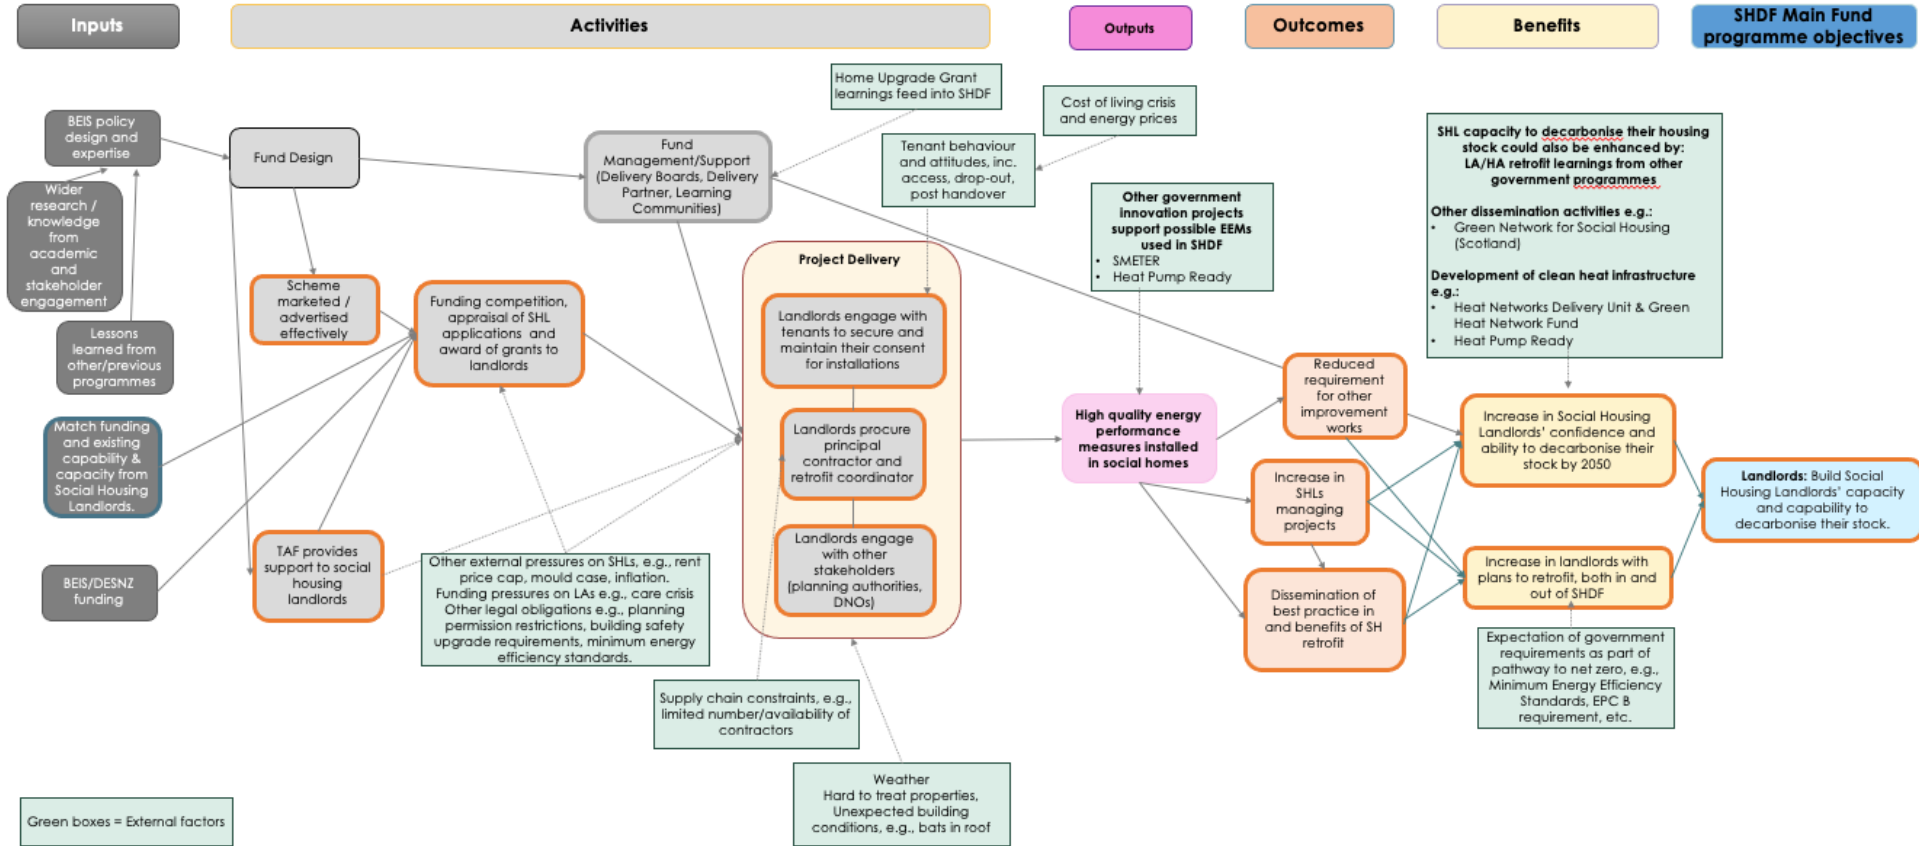 Inputs
Activities
Outputs
Outcomes
Benefits
SHDF Main Fund
programme objectives
BEIS policy
design and
expertise
Wider
research /
knowledge
from
academic
and
stakeholder
engagement
Lessons
learned from
other/previous
programmes
Match funding
and existing
capability &
capacity from
Social Housing
Landlords.
BEIS/DESNZ
funding
Fund Design
Scheme
marketed /
advertised
effectively
TAF provides
support to social
housing
landlords
Funding competition,
appraisal of SHL
applications and
award of grants to
landlords
Fund
Management/Support
(Delivery Boards, Delivery
Partner, Learning
Communities)
Home Upgrade Grant
learnings feed into SHDF
Cost of living crisis
and energy prices
Tenant behaviour
and attitudes, inc.
access, drop-out,
post handover
Project Delivery
Landlords engage with
tenants to secure and
maintain their consent
for installations
Landlords procure
principal
contractor and
retrofit coordinator
Landlords engage
with other
stakeholders
(planning authorities,
DNOs)
Other external pressures on SHLs, e.g., rent
price cap, mould case, inflation.
Funding pressures on LAs e.g., care crisis
Other legal obligations e.g., planning
permission restrictions, building safety
upgrade requirements, minimum energy
efficiency standards.
Supply chain constraints, e.g.,
limited number/availability of
contractors
Weather
Hard to treat properties,
Unexpected building
conditions, e.g., bats in roof
Other government
innovation projects
support possible EEMs
used in SHDF
• SMETER
• Heat Pump Ready
High quality energy
performance
measures installed
in social homes
Reduced
requirement
for other
improvement
works
Increase in
SHLs
managing
projects
Dissemination of
best practice in
and benefits of SH
retrofit
SHL capacity to decarbonise their housing
stock could also be enhanced by:
LA/HA retrofit learnings from other
government programmes
Other dissemination activities e.g.:
• Green Network for Social Housing
(Scotland)
Development of clean heat infrastructure
e.g.:
• Heat Networks Delivery Unit & Green
Heat Network Fund
• Heat Pump Ready
Increase in Social Housing
Landlords' confidence and
ability to decarbonise their
stock by 2050
Increase in landlords with
plans to retrofit, both in and
out of SHDF
Expectation of government
requirements as part of
pathway to net zero, e.g.,
Minimum Energy Efficiency
Standards, EPC B
requirement, etc.
Landlords: Build Social
Housing Landlords' capacity
and capability to
decarbonise their stock.
Green boxes = External factors